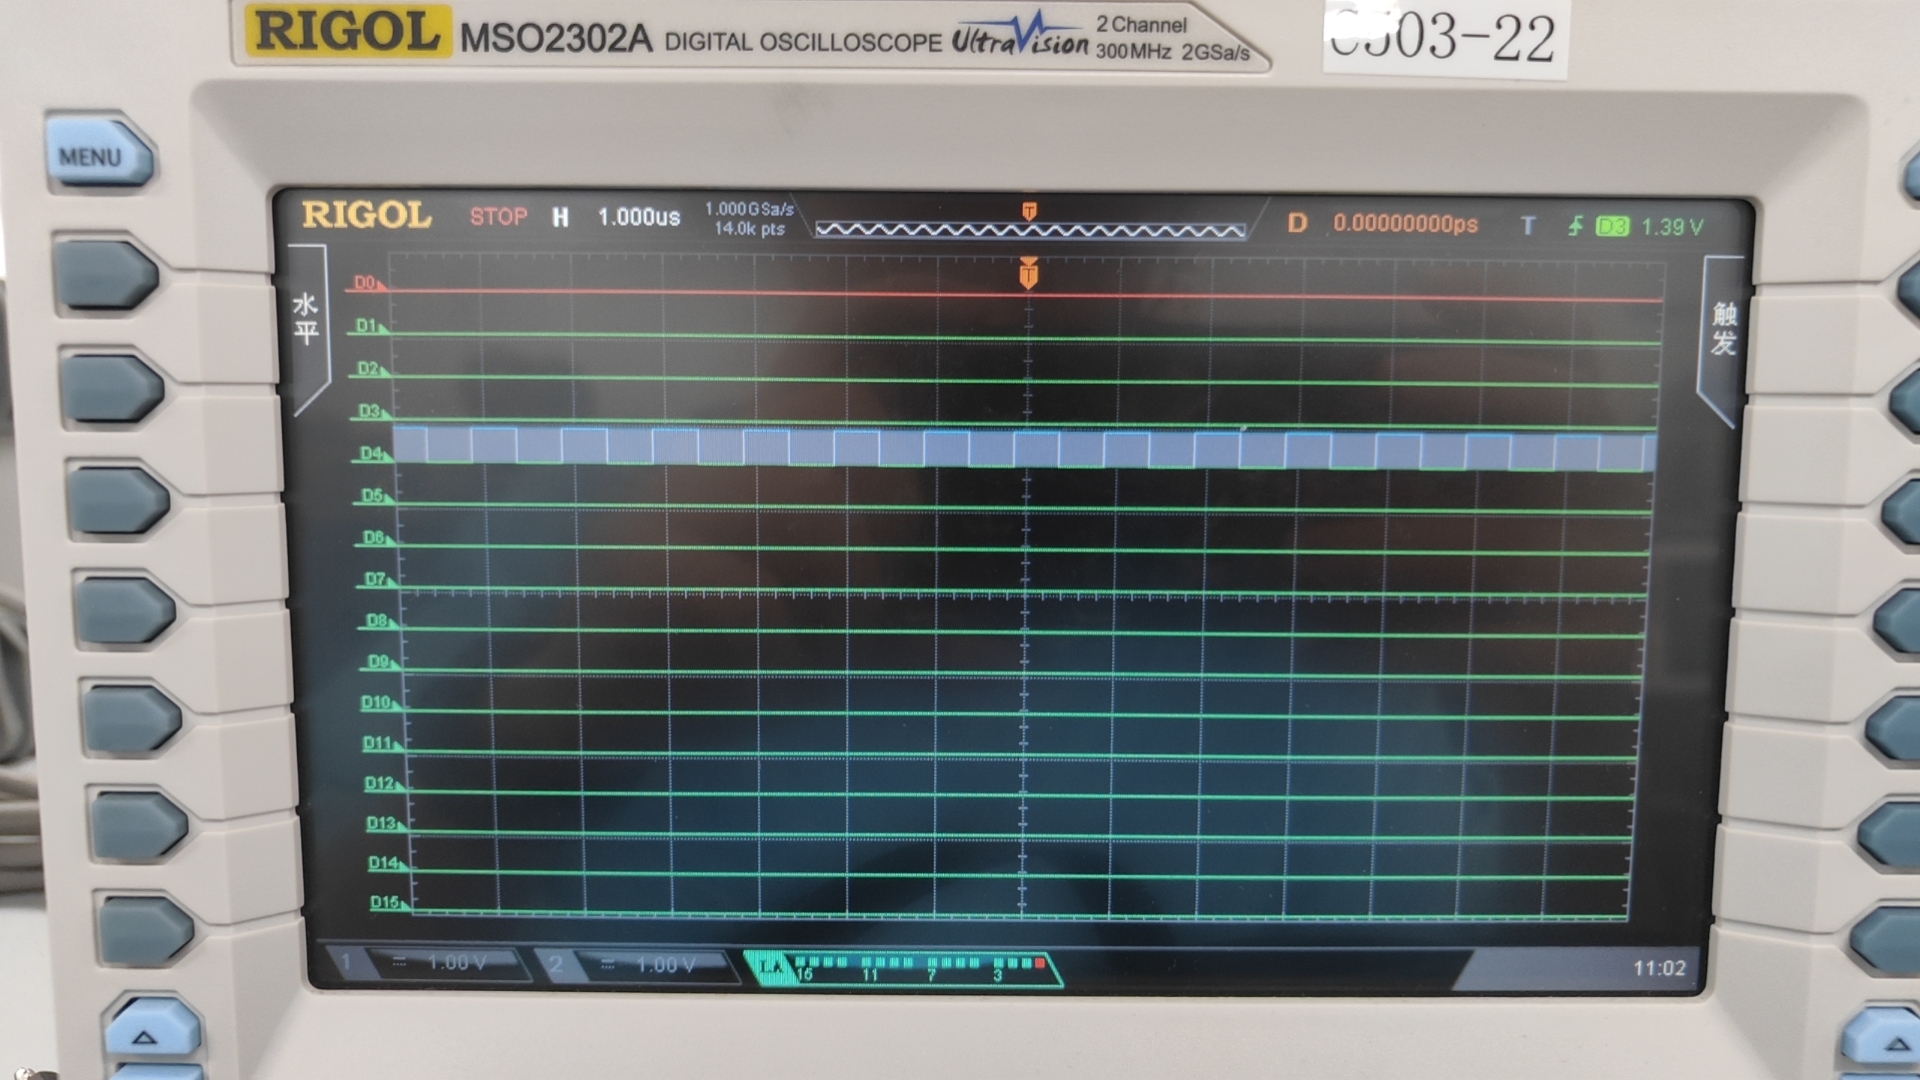 RIGOL MSO2302A DIGITAL OSCILLOSCOPE UltraVision 2 Channel
300MHz 2GSa/s
03-22
MENU
RIGOL STOP H 1.000us 1.000GSa/s
14.0k pts
T
D 0.00000000ps T D3 1.39 V
水平
触发
T
D0
D1
D2
D3
D4
D5
D6
D7
D8
D9
D10
D11
D12
D13
D14
D15
1 1.00 V 2 1.00 V LA 15 11 7 3 11:02